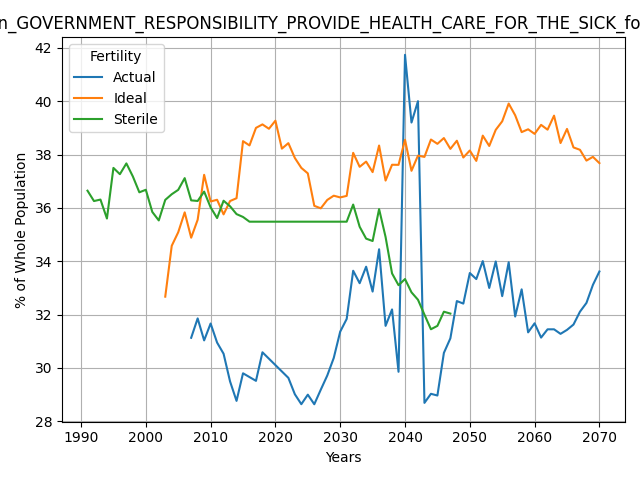 n_GOVERNMENT_RESPONSIBILITY_PROVIDE_HEALTH_CARE_FOR_THE_SICK_fo
Fertility
Actual
Ideal
Sterile
% of Whole Population
42
40
38
36
34
32
30
28
1990 2000 2010 2020 2030 2040 2050 2060 2070
Years